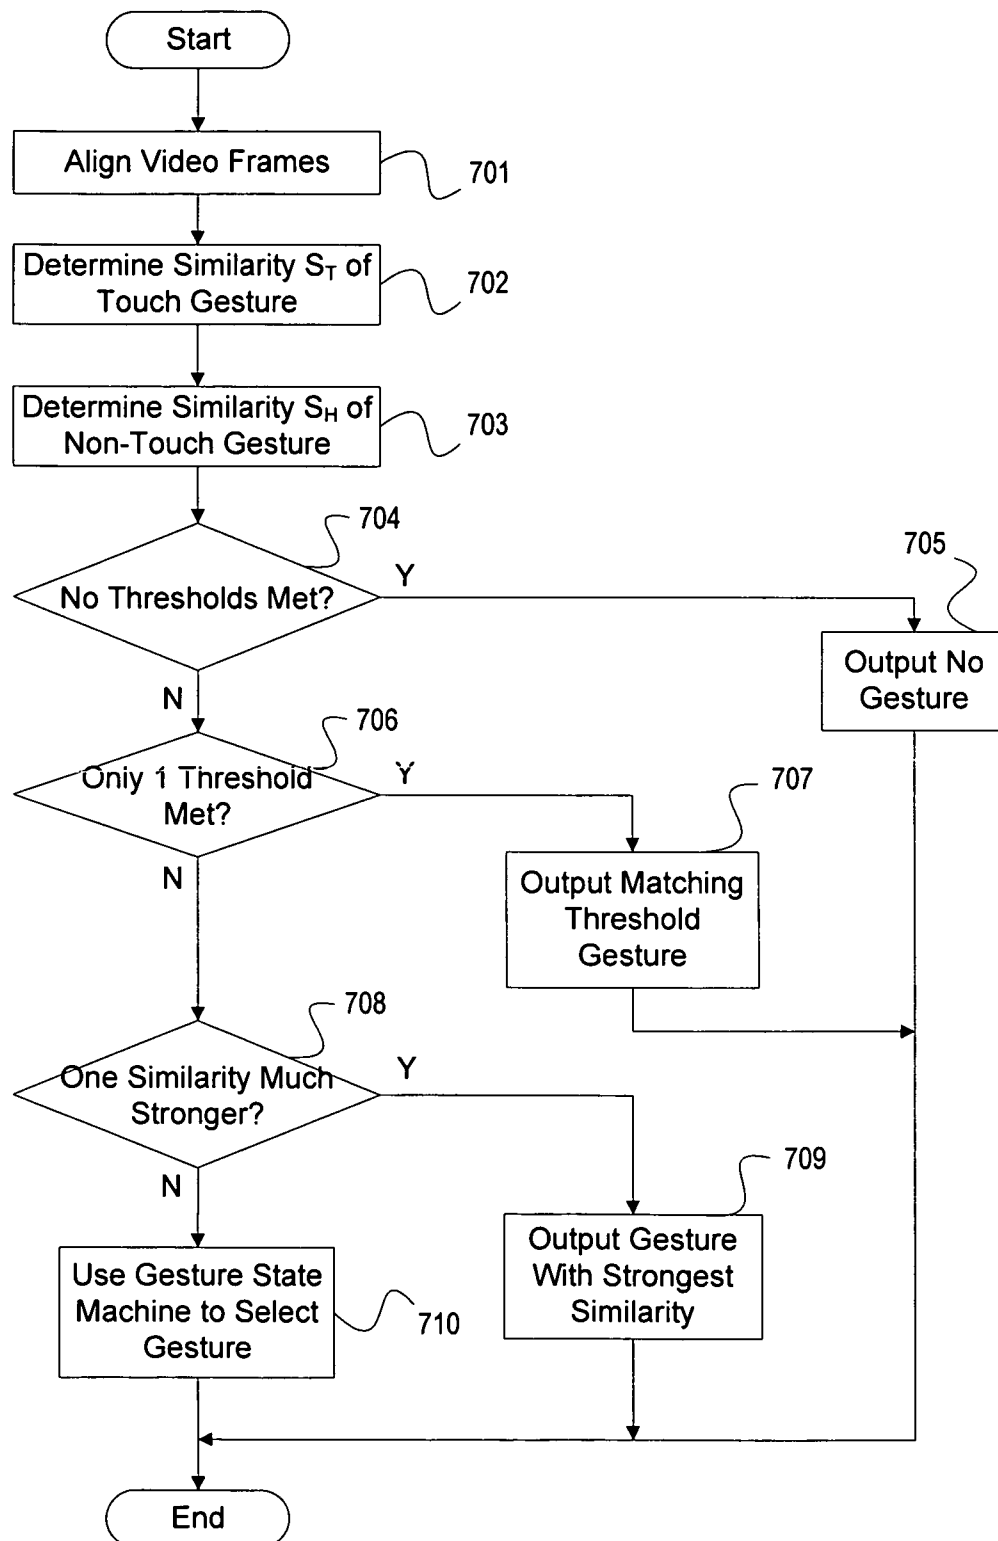 Start
Align Video Frames
701
Determine Similarity S_T of
Touch Gesture
702
Determine Similarity S_H of
Non-Touch Gesture
703
704
No Thresholds Met?
Y
N
705
Output No
Gesture
706
Only 1 Threshold
Met?
Y
N
707
Output Matching
Threshold
Gesture
708
One Similarity Much
Stronger?
Y
N
709
Output Gesture
With Strongest
Similarity
Use Gesture State
Machine to Select
Gesture
710
End